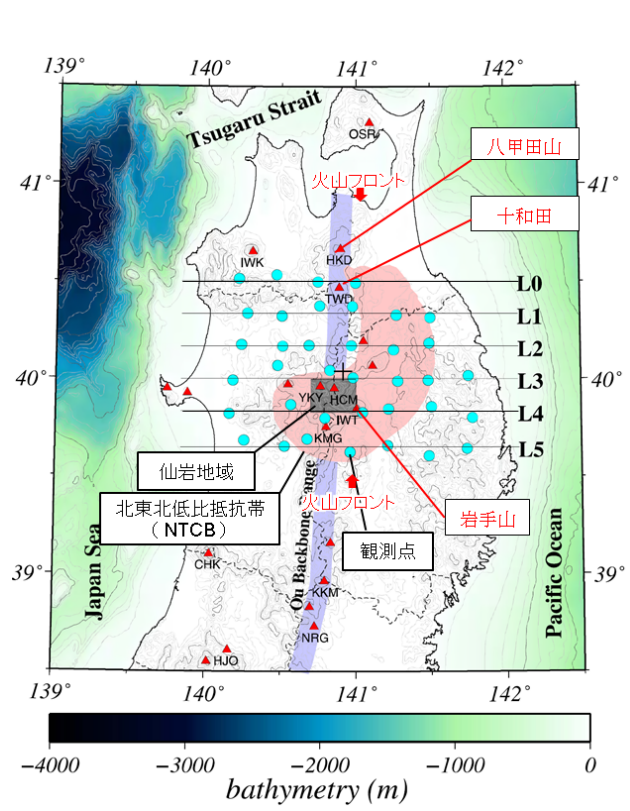 139°
140°
141°
142°
Tsugaru Strait
OSR
八甲田山
41°
火山フロント
41°
十和田
IWK
HKD
TWD
L0
L1
L2
40°
L3
40°
YKY
HCM
L4
IWT
KMG
L5
仙岩地域
北東北低比抵抗帯
（NTCB）
火山フロント
岩手山
観測点
Ou Backbone Range
Japan Sea
Pacific Ocean
39°
CHK
39°
KKM
NRG
HJO
139°
140°
141°
142°
−4000
−3000
−2000
−1000
0
bathymetry (m)